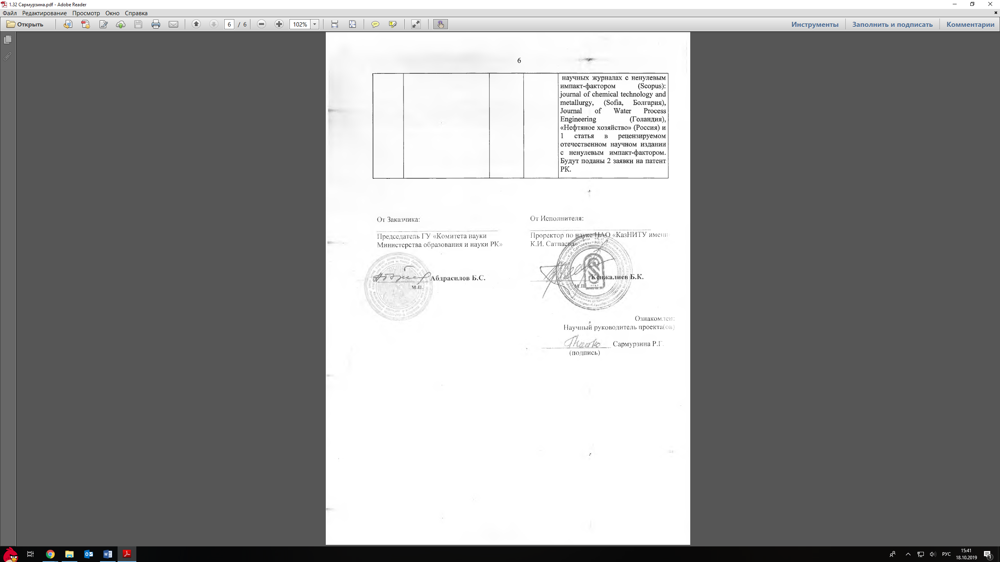 1.32 Сармурзина.pdf - Adobe Reader
Файл Редактирование Просмотр Окно Справка
Открыть 6 / 6 102% Инструменты Заполнить и подписать Комментарии
6
научных журналах с ненулевым
импакт-фактором (Scopus):
journal of chemical technology and
metallurgy, (Sofia, Болгария),
Journal of Water Process
Engineering (Голандия),
«Нефтяное хозяйство» (Россия) и
1 статья в рецензируемом
отечественном научном издании
с ненулевым импакт-фактором.
Будут поданы 2 заявки на патент
РК.
От Заказчика:
Председатель ГУ «Комитета науки
Министерства образования и науки РК»
Абдрасилов Б.С.
м.п.
От Исполнителя:
Проректор по науке НАО «КазНИТУ имени
К.И. Сатпаева»
Кенжалиев Б.К.
м.п.
Ознакомлен:
Научный руководитель проекта(ов)
Сармурзина Р.Г.
(подпись)
РУС
15:41
18.10.2019
1